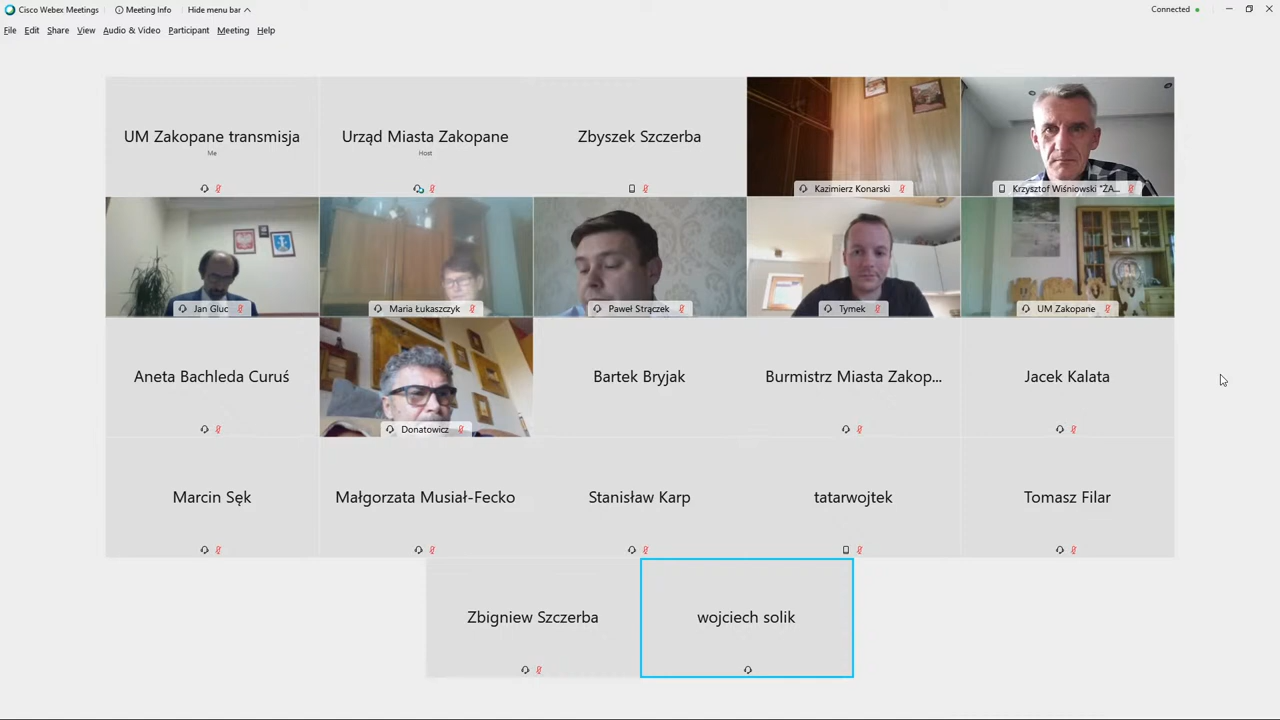 Cisco Webex Meetings
Meeting Info
Hide menu bar
Connected
File Edit Share View Audio & Video Participant Meeting Help
UM Zakopane transmisja
Me
Urząd Miasta Zakopane
Host
Zbyszek Szczerba
Kazimierz Konarski
Krzysztof Wiśniowski "ZA...
Jan Gluc
Maria Łukaszczyk
Paweł Strączek
Tymek
UM Zakopane
Aneta Bachleda Curuś
Donatowicz
Bartek Bryjak
Burmistrz Miasta Zakop...
Jacek Kalata
Marcin Sęk
Małgorzata Musiał-Fecko
Stanisław Karp
tatarwojtek
Tomasz Filar
Zbigniew Szczerba
wojciech solik